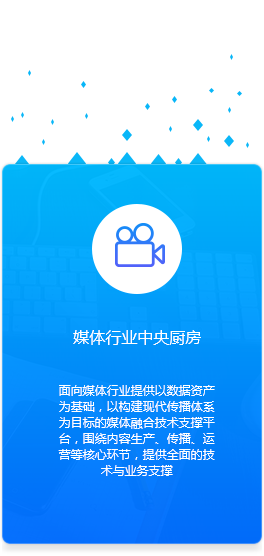 媒体行业中央厨房
面向媒体行业提供以数据资产
为基础，以构建现代传播体系
为目标的媒体融合技术支撑平
台，围绕内容生产、传播、运
营等核心环节，提供全面的技
术与业务支撑